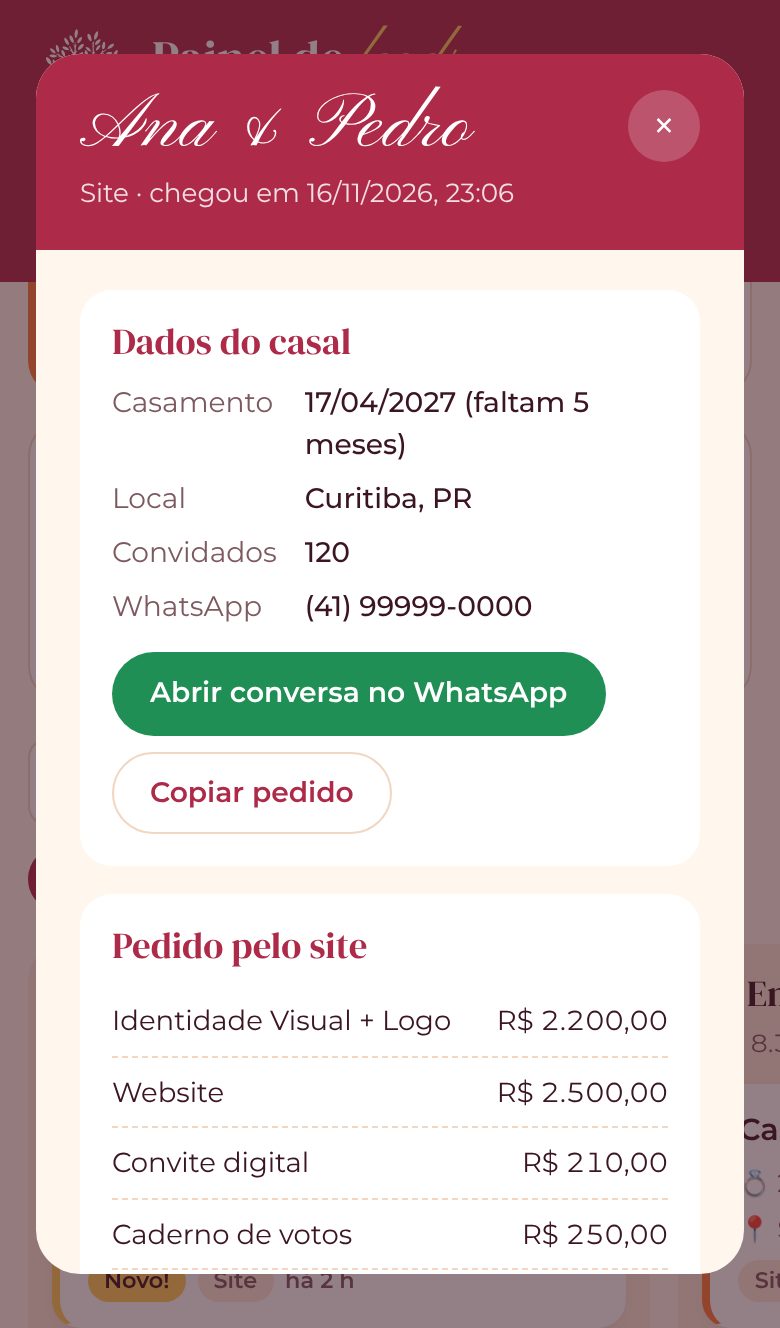 Painel do
Ana & Pedro
×
Site · chegou em 16/11/2026, 23:06
Dados do casal
Casamento 17/04/2027 (faltam 5
meses)
Local Curitiba, PR
Convidados 120
WhatsApp (41) 99999-0000
Abrir conversa no WhatsApp
Copiar pedido
Pedido pelo site
Identidade Visual + Logo R$ 2.200,00
Website R$ 2.500,00
Convite digital R$ 210,00
Caderno de votos R$ 250,00
Novo! Site há 2 h